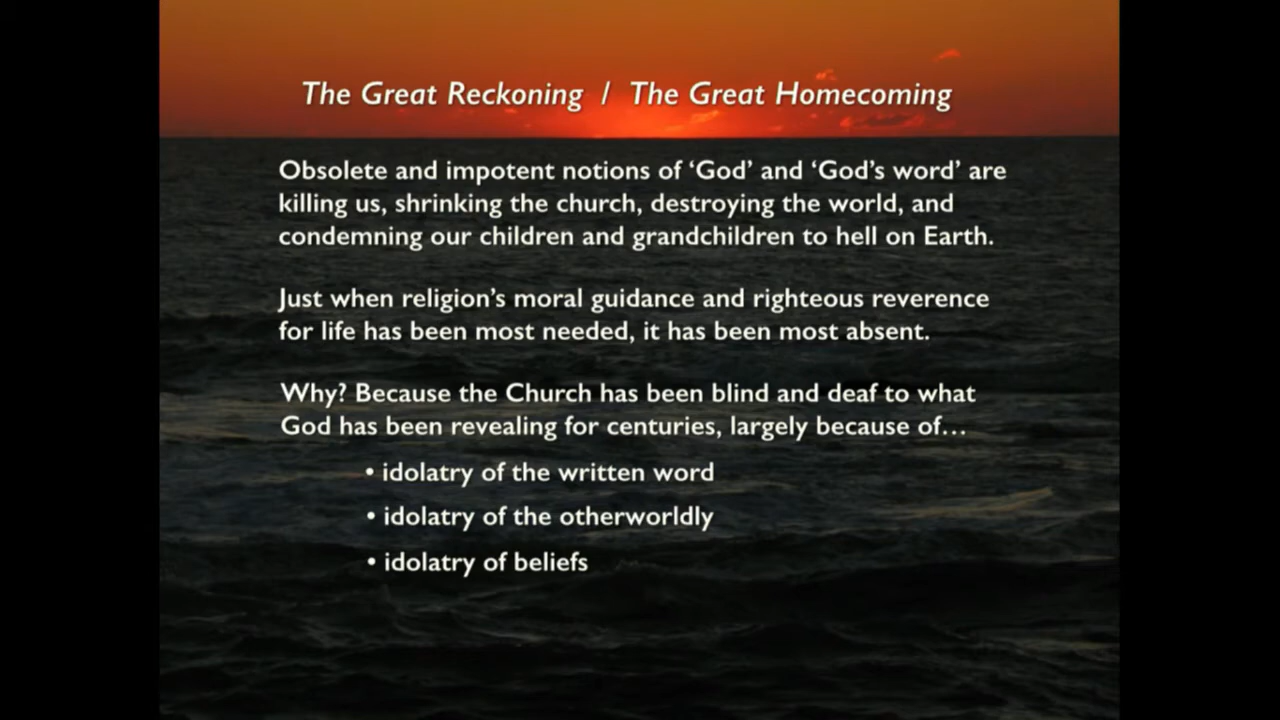 The Great Reckoning / The Great Homecoming
Obsolete and impotent notions of ‘God’ and ‘God’s word’ are
killing us, shrinking the church, destroying the world, and
condemning our children and grandchildren to hell on Earth.
Just when religion’s moral guidance and righteous reverence
for life has been most needed, it has been most absent.
Why? Because the Church has been blind and deaf to what
God has been revealing for centuries, largely because of…
• idolatry of the written word
• idolatry of the otherworldly
• idolatry of beliefs